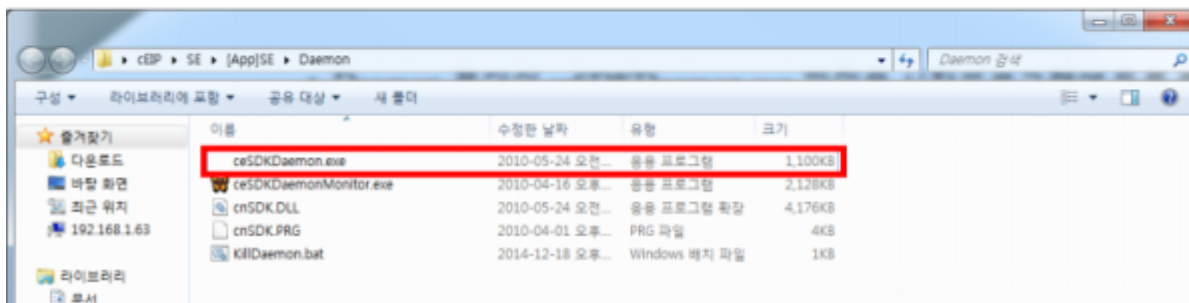 cEIP ▸ SE ▸ [App]SE ▸ Daemon
Daemon 검색
구성 라이브러리에 포함 공유 대상 새 폴더
즐겨찾기
다운로드
바탕 화면
최근 위치
192.168.1.63
라이브러리
문서
이름 수정한 날짜 유형 크기
ceSDKDaemon.exe 2010-05-24 오전... 응용 프로그램 1,100KB
ceSDKDaemonMonitor.exe 2010-04-16 오후... 응용 프로그램 2,128KB
cnSDK.DLL 2010-05-24 오전... 응용 프로그램 확장 4,176KB
cnSDK.PRG 2010-04-01 오후... PRG 파일 4KB
KillDaemon.bat 2014-12-18 오후... Windows 배치 파일 1KB